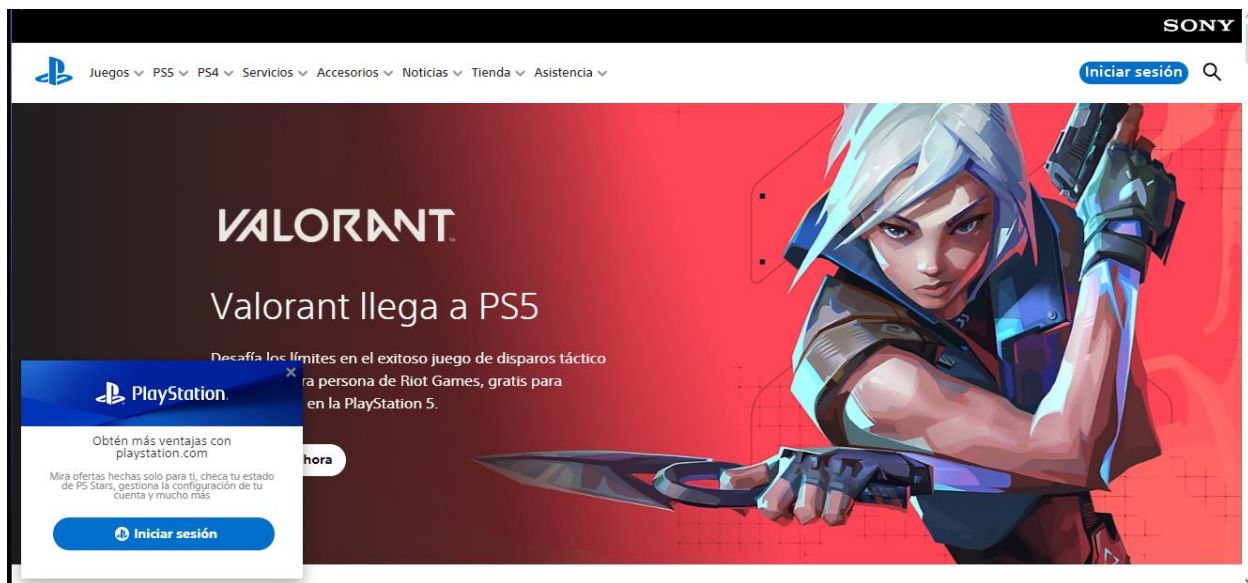 SONY
Juegos PS5 PS4 Servicios Accesorios Noticias Tienda Asistencia
Iniciar sesión
VALORANT
Valorant llega a PS5
Desafía los límites en el exitoso juego de disparos táctico
ra persona de Riot Games, gratis para
en la PlayStation 5.
hora
PlayStation
Obtén más ventajas con
playstation.com
Mira ofertas hechas solo para ti, checa tu estado
de PS Stars, gestiona la configuración de tu
cuenta y mucho más
Iniciar sesión